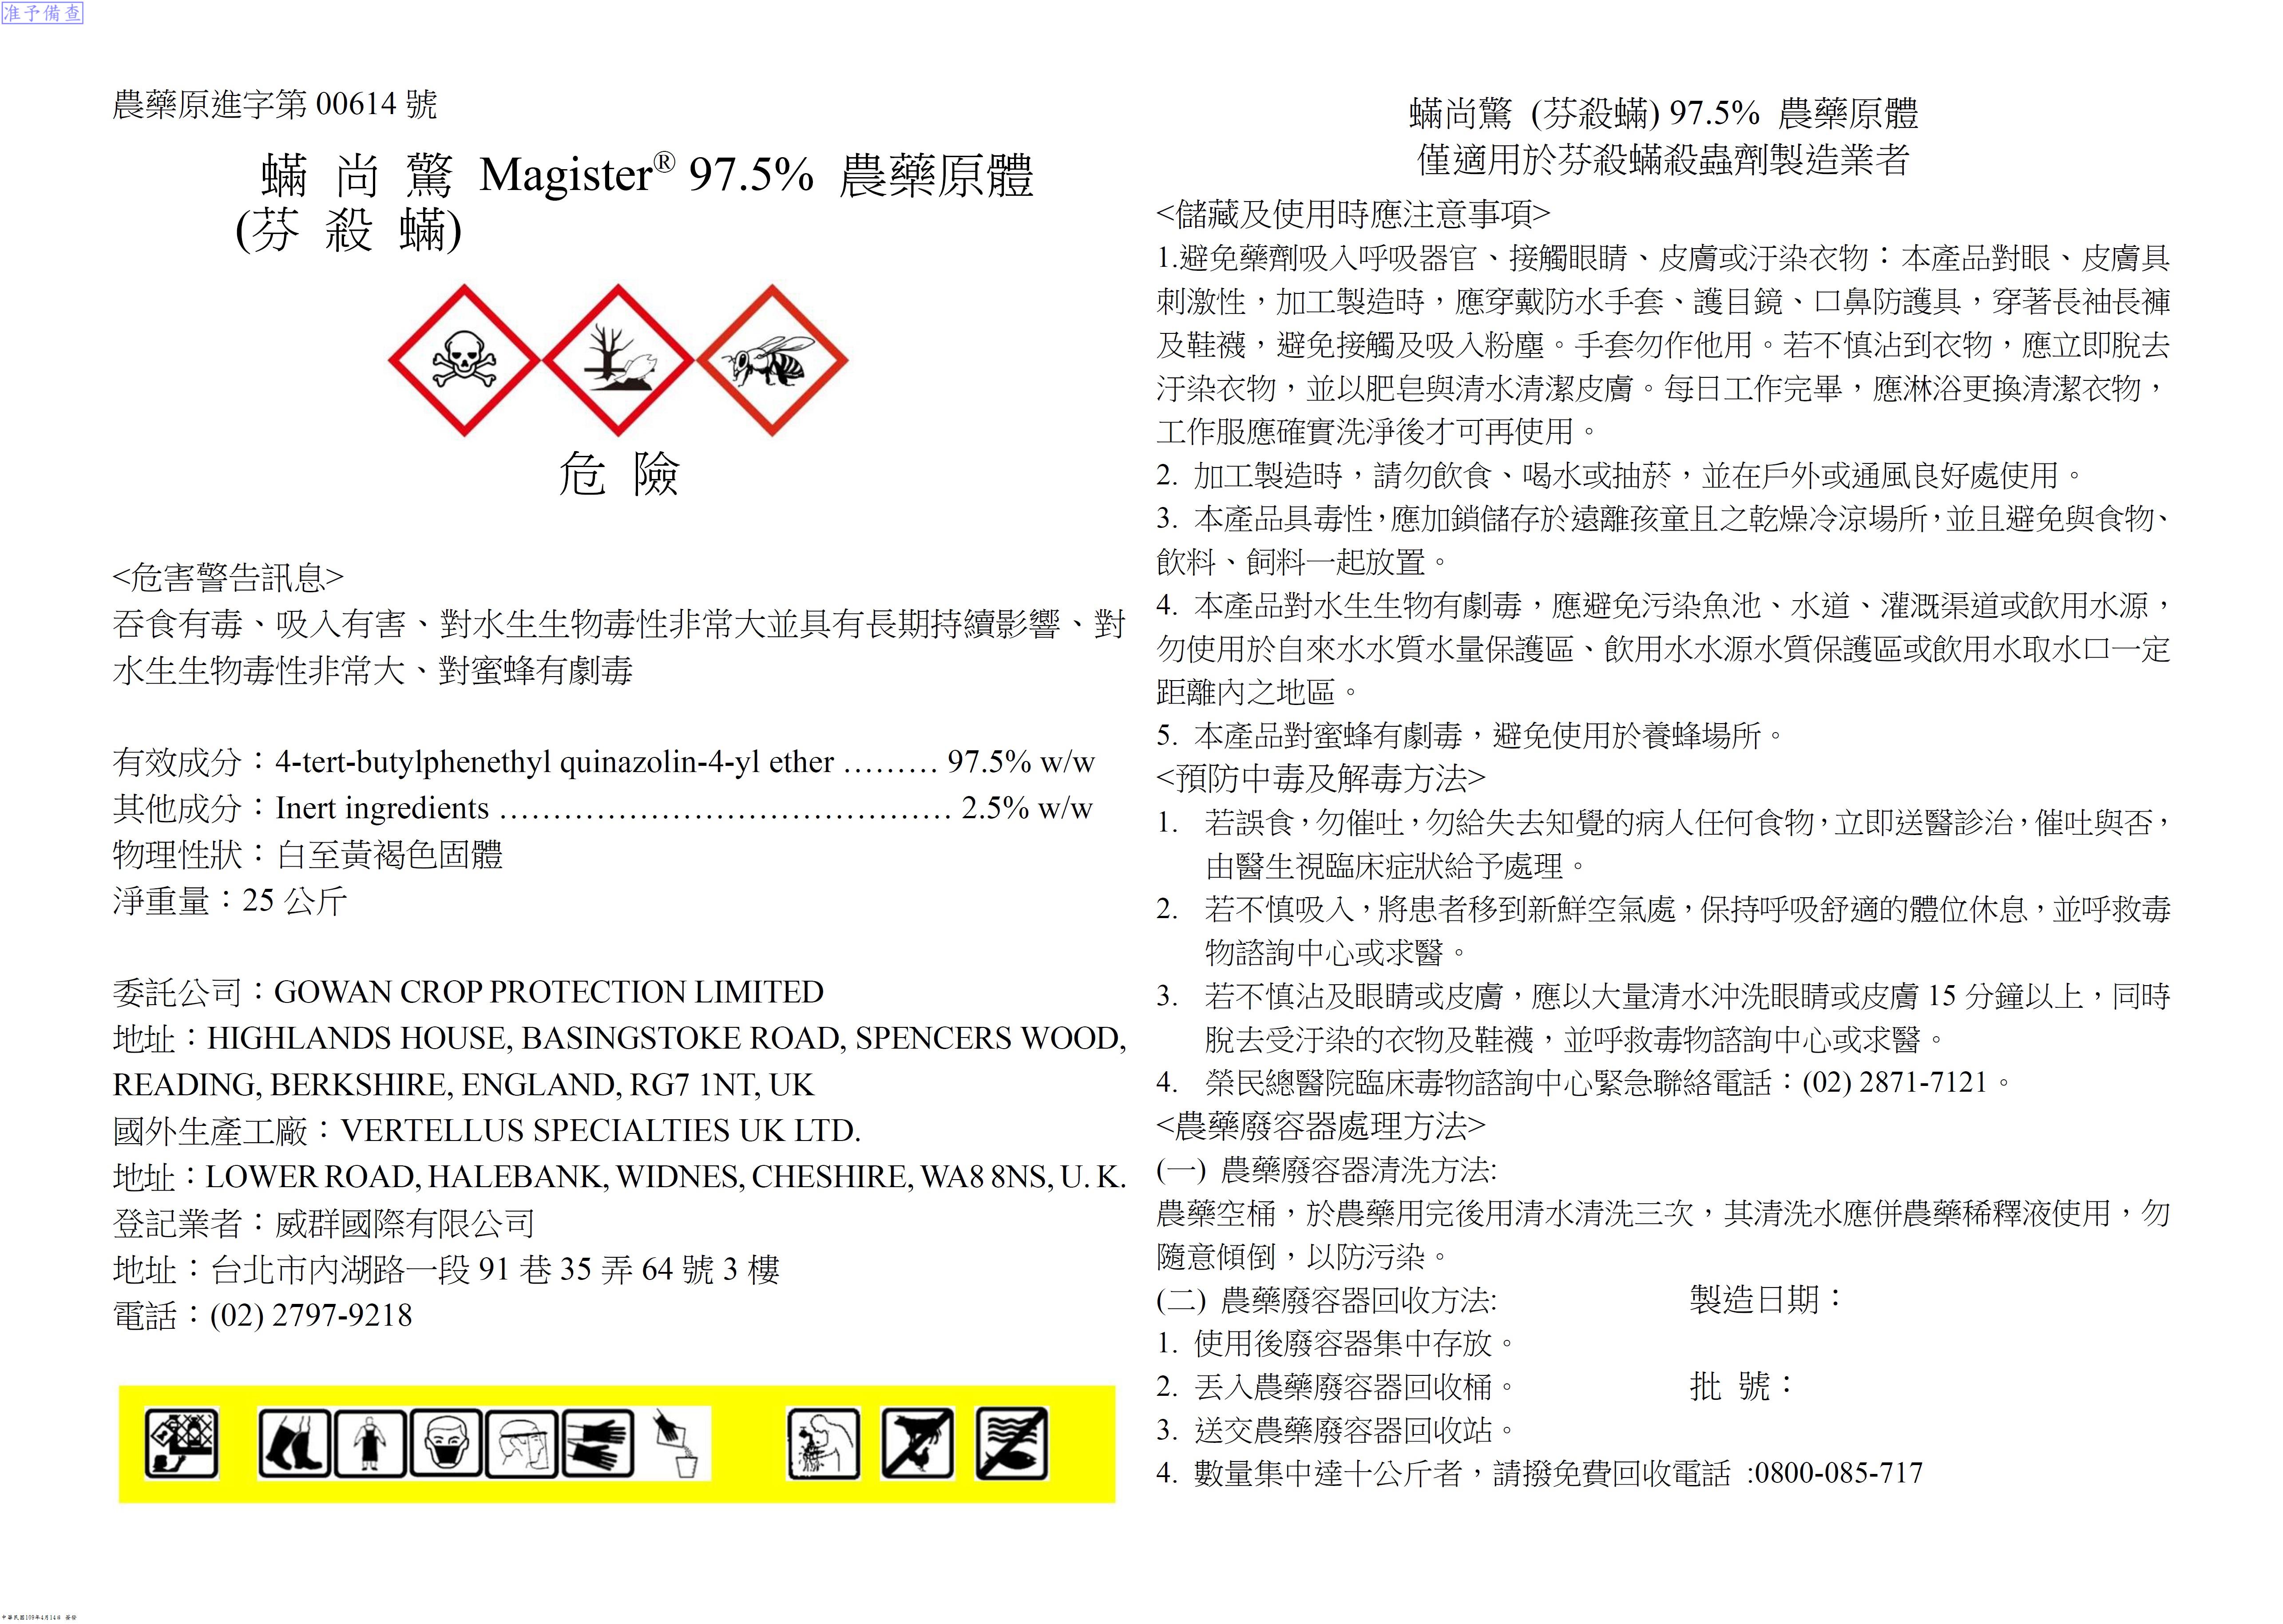 准予備查
農藥原進字第 00614 號
蟎 尚 驚 Magister® 97.5% 農藥原體
(芬 殺 蟎)
危 險
<危害警告訊息>
吞食有毒、吸入有害、對水生生物毒性非常大並具有長期持續影響、對
水生生物毒性非常大、對蜜蜂有劇毒
有效成分：4-tert-butylphenethyl quinazolin-4-yl ether ……… 97.5% w/w
其他成分：Inert ingredients …………………………………… 2.5% w/w
物理性狀：白至黃褐色固體
淨重量：25 公斤
委託公司：GOWAN CROP PROTECTION LIMITED
地址：HIGHLANDS HOUSE, BASINGSTOKE ROAD, SPENCERS WOOD,
READING, BERKSHIRE, ENGLAND, RG7 1NT, UK
國外生產工廠：VERTELLUS SPECIALTIES UK LTD.
地址：LOWER ROAD, HALEBANK, WIDNES, CHESHIRE, WA8 8NS, U. K.
登記業者：威群國際有限公司
地址：台北市內湖路一段 91 巷 35 弄 64 號 3 樓
電話：(02) 2797-9218
蟎尚驚 (芬殺蟎) 97.5% 農藥原體
僅適用於芬殺蟎殺蟲劑製造業者
<儲藏及使用時應注意事項>
1.避免藥劑吸入呼吸器官、接觸眼睛、皮膚或汙染衣物：本產品對眼、皮膚具
刺激性，加工製造時，應穿戴防水手套、護目鏡、口鼻防護具，穿著長袖長褲
及鞋襪，避免接觸及吸入粉塵。手套勿作他用。若不慎沾到衣物，應立即脫去
汙染衣物，並以肥皂與清水清潔皮膚。每日工作完畢，應淋浴更換清潔衣物，
工作服應確實洗淨後才可再使用。
2. 加工製造時，請勿飲食、喝水或抽菸，並在戶外或通風良好處使用。
3. 本產品具毒性，應加鎖儲存於遠離孩童且之乾燥冷涼場所，並且避免與食物、
飲料、飼料一起放置。
4. 本產品對水生生物有劇毒，應避免污染魚池、水道、灌溉渠道或飲用水源，
勿使用於自來水水質水量保護區、飲用水水源水質保護區或飲用水取水口一定
距離內之地區。
5. 本產品對蜜蜂有劇毒，避免使用於養蜂場所。
<預防中毒及解毒方法>
1. 若誤食，勿催吐，勿給失去知覺的病人任何食物，立即送醫診治，催吐與否，
由醫生視臨床症狀給予處理。
2. 若不慎吸入，將患者移到新鮮空氣處，保持呼吸舒適的體位休息，並呼救毒
物諮詢中心或求醫。
3. 若不慎沾及眼睛或皮膚，應以大量清水沖洗眼睛或皮膚 15 分鐘以上，同時
脫去受汙染的衣物及鞋襪，並呼救毒物諮詢中心或求醫。
4. 榮民總醫院臨床毒物諮詢中心緊急聯絡電話：(02) 2871-7121。
<農藥廢容器處理方法>
(一) 農藥廢容器清洗方法:
農藥空桶，於農藥用完後用清水清洗三次，其清洗水應併農藥稀釋液使用，勿
隨意傾倒，以防污染。
(二) 農藥廢容器回收方法:
1. 使用後廢容器集中存放。
2. 丟入農藥廢容器回收桶。
3. 送交農藥廢容器回收站。
4. 數量集中達十公斤者，請撥免費回收電話 :0800-085-717
製造日期：
批 號：
中華民國109年4月14日